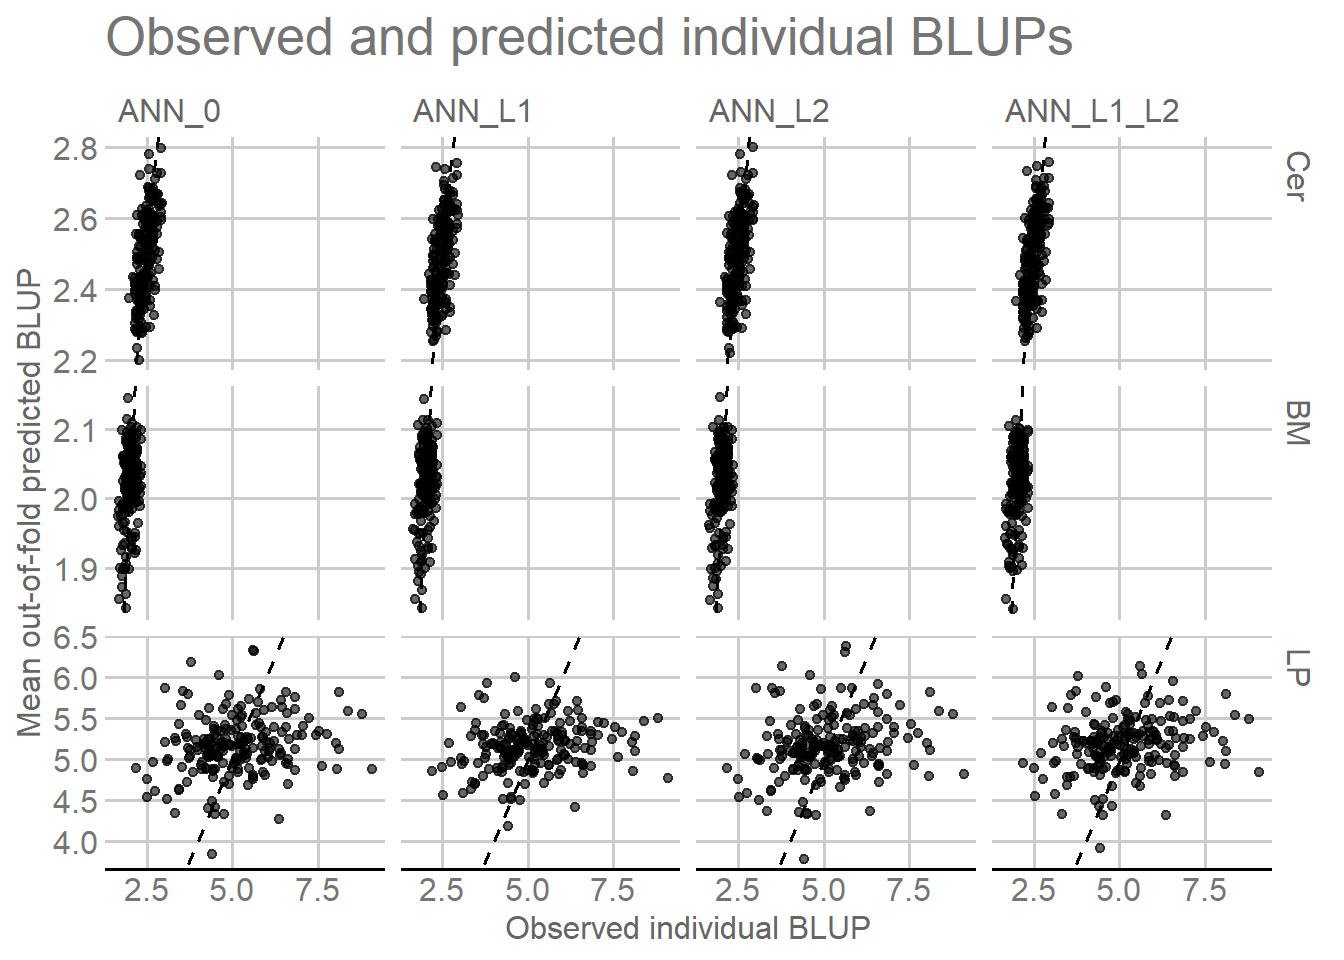 Observed and predicted individual BLUPs
ANN_0 ANN_L1 ANN_L2 ANN_L1_L2
Mean out-of-fold predicted BLUP
2.8
2.6
2.4
2.2
Cer
2.1
2.0
1.9
BM
6.5
6.0
5.5
5.0
4.5
4.0
LP
2.5 5.0 7.5 2.5 5.0 7.5 2.5 5.0 7.5 2.5 5.0 7.5
Observed individual BLUP